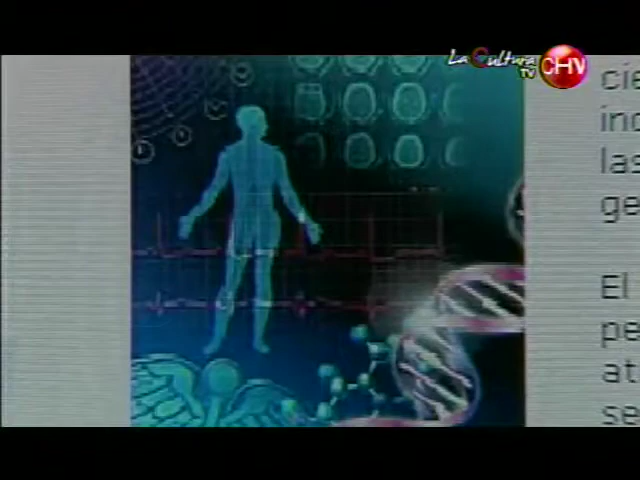 La Cultura
TV
CHV
cie
ind
las
ge
El
pe
at
se